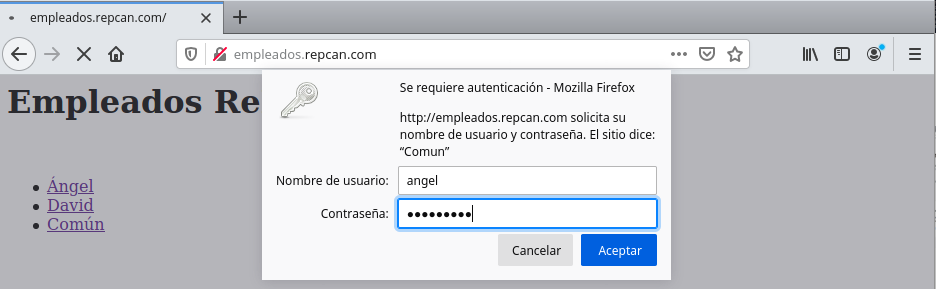 empleados.repcan.com/
empleados.repcan.com
Empleados Re
Ángel
David
Común
Se requiere autenticación - Mozilla Firefox
http://empleados.repcan.com solicita su
nombre de usuario y contraseña. El sitio dice:
“Comun”
Nombre de usuario: angel
Contraseña: ●●●●●●●●●
Cancelar Aceptar